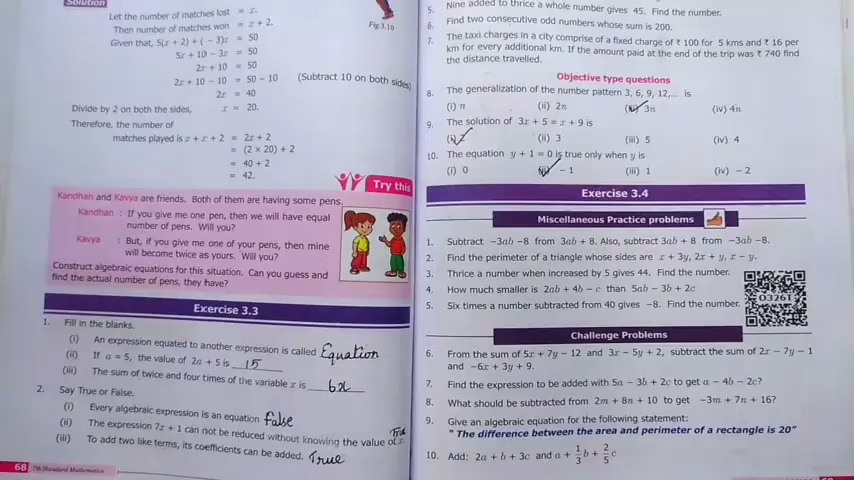 Solution
Let the number of matches lost = x.
Then number of matches won = x + 2.
Given that, 5(x + 2) + (− 3)x = 50
5x + 10 − 3x = 50
2x + 10 = 50
2x + 10 − 10 = 50 − 10 (Subtract 10 on both sides)
2x = 40
Divide by 2 on both the sides, x = 20.
Therefore, the number of
matches played is x + x + 2 = 2x + 2
= (2 × 20) + 2
= 40 + 2
= 42.
Fig.3.10
Try this
Kandhan and Kavya are friends. Both of them are having some pens.
Kandhan : If you give me one pen, then we will have equal
number of pens. Will you?
Kavya : But, if you give me one of your pens, then mine
will become twice as yours. Will you?
Construct algebraic equations for this situation. Can you guess and
find the actual number of pens, they have?
Exercise 3.3
1. Fill in the blanks.
(i) An expression equated to another expression is called Equation
(ii) If a = 5, the value of 2a + 5 is 15
(iii) The sum of twice and four times of the variable x is 6x
2. Say True or False.
(i) Every algebraic expression is an equation False
(ii) The expression 7x + 1 can not be reduced without knowing the value of x. True
(iii) To add two like terms, its coefficients can be added. True
68 7th Standard Mathematics
5. Nine added to thrice a whole number gives 45. Find the number.
6. Find two consecutive odd numbers whose sum is 200.
7. The taxi charges in a city comprise of a fixed charge of ₹ 100 for 5 kms and ₹ 16 per
km for every additional km. If the amount paid at the end of the trip was ₹ 740 find
the distance travelled.
Objective type questions
8. The generalization of the number pattern 3, 6, 9, 12,... is
(i) n (ii) 2n (iii) 3n (iv) 4n
9. The solution of 3x + 5 = x + 9 is
(i) 2 (ii) 3 (iii) 5 (iv) 4
10. The equation y + 1 = 0 is true only when y is
(i) 0 (ii) − 1 (iii) 1 (iv) − 2
Exercise 3.4
Miscellaneous Practice problems
1. Subtract −3ab −8 from 3ab + 8. Also, subtract 3ab + 8 from −3ab −8.
2. Find the perimeter of a triangle whose sides are x + 3y, 2x + y, x − y.
3. Thrice a number when increased by 5 gives 44. Find the number.
4. How much smaller is 2ab + 4b − c than 5ab − 3b + 2c
5. Six times a number subtracted from 40 gives −8. Find the number.
O3Z6T
Challenge Problems
6. From the sum of 5x + 7y − 12 and 3x − 5y + 2, subtract the sum of 2x − 7y − 1
and −6x + 3y + 9.
7. Find the expression to be added with 5a − 3b + 2c to get a − 4b − 2c?
8. What should be subtracted from 2m + 8n + 10 to get −3m + 7n + 16?
9. Give an algebraic equation for the following statement:
" The difference between the area and perimeter of a rectangle is 20"
10. Add: 2a + b + 3c and a + 1/3 b + 2/5 c